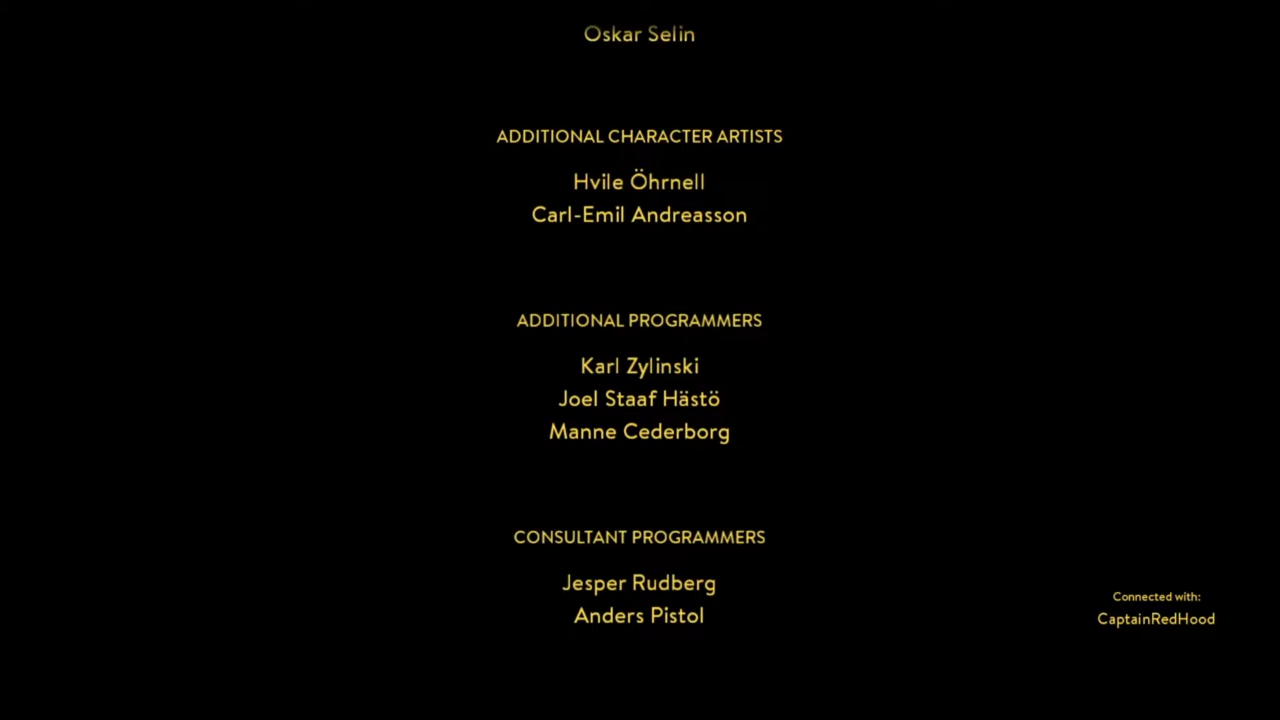 Oskar Selin
ADDITIONAL CHARACTER ARTISTS
Hvile Öhrnell
Carl-Emil Andreasson
ADDITIONAL PROGRAMMERS
Karl Zylinski
Joel Staaf Hästö
Manne Cederborg
CONSULTANT PROGRAMMERS
Jesper Rudberg
Anders Pistol
Connected with:
CaptainRedHood